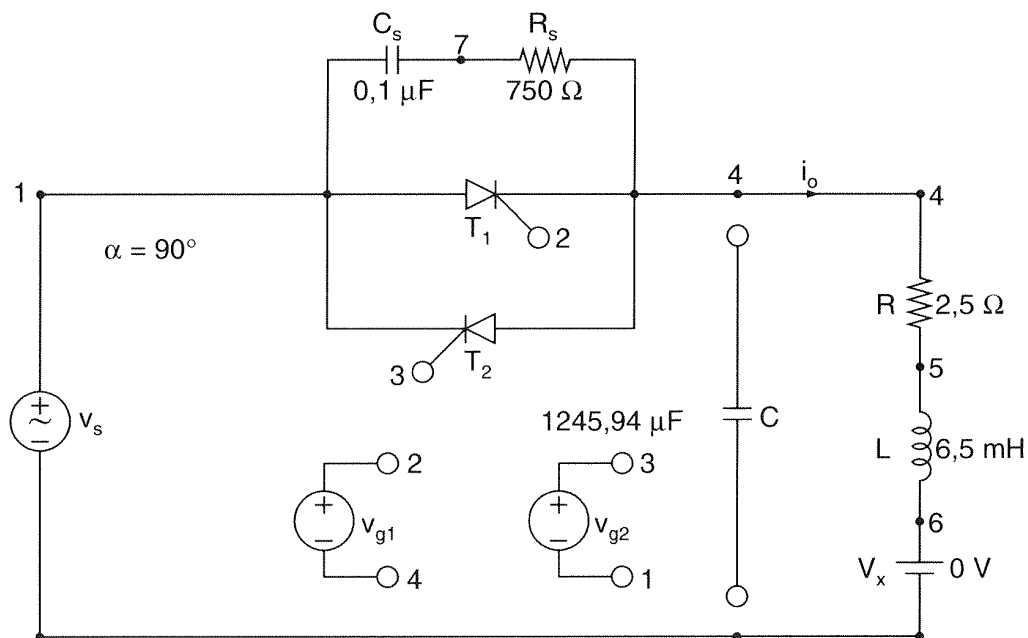 C_s
7
R_s
0,1 μF
750 Ω
1
4
i_o
4
T_1
2
α = 90°
R
2,5 Ω
T_2
3
5
+
~
−
v_s
1245,94 μF
C
L
6,5 mH
2
3
+
−
v_g1
+
−
v_g2
6
4
1
V_x
0 V